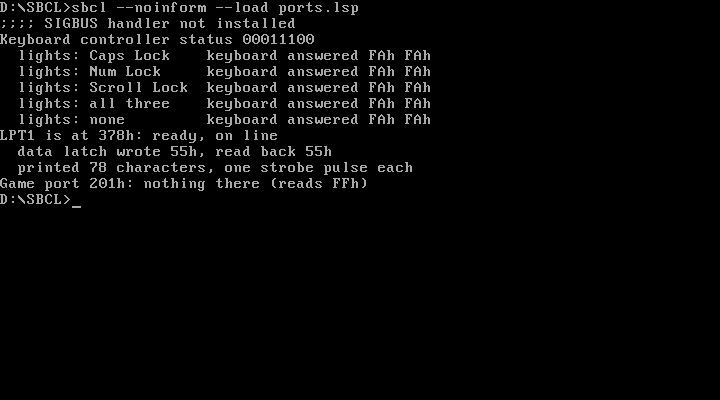 D:\SBCL>sbcl --noinform --load ports.lsp
;;;; SIGBUS handler not installed
Keyboard controller status 00011100
  lights: Caps Lock    keyboard answered FAh FAh
  lights: Num Lock     keyboard answered FAh FAh
  lights: Scroll Lock  keyboard answered FAh FAh
  lights: all three    keyboard answered FAh FAh
  lights: none         keyboard answered FAh FAh
LPT1 is at 378h: ready, on line
  data latch wrote 55h, read back 55h
  printed 78 characters, one strobe pulse each
Game port 201h: nothing there (reads FFh)
D:\SBCL>_